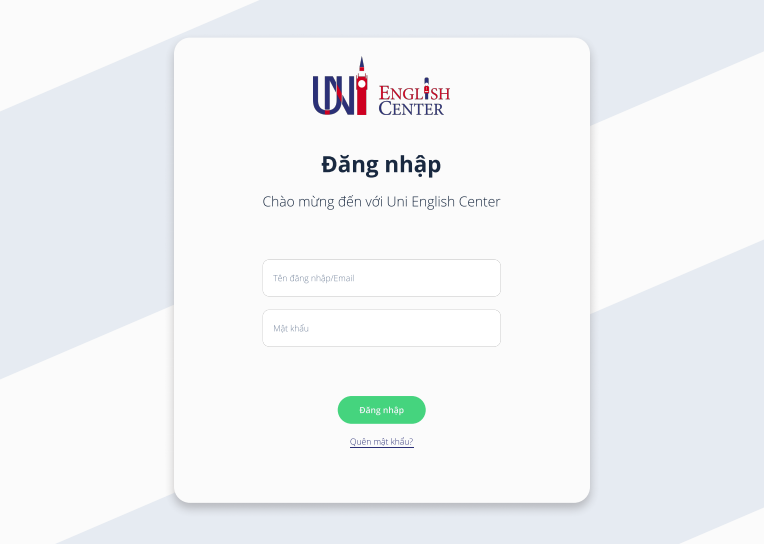 UNI ENGLISH
CENTER
Đăng nhập
Chào mừng đến với Uni English Center
Tên đăng nhập/Email
Mật khẩu
Đăng nhập
Quên mật khẩu?